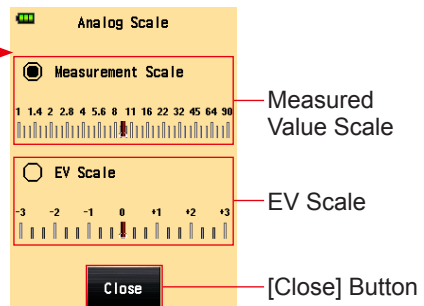 Analog Scale
Measurement Scale
1 1.4 2 2.8 4 5.6 8 11 16 22 32 45 64 90
Measured
Value Scale
EV Scale
-3 -2 -1 0 +1 +2 +3
EV Scale
Close
[Close] Button